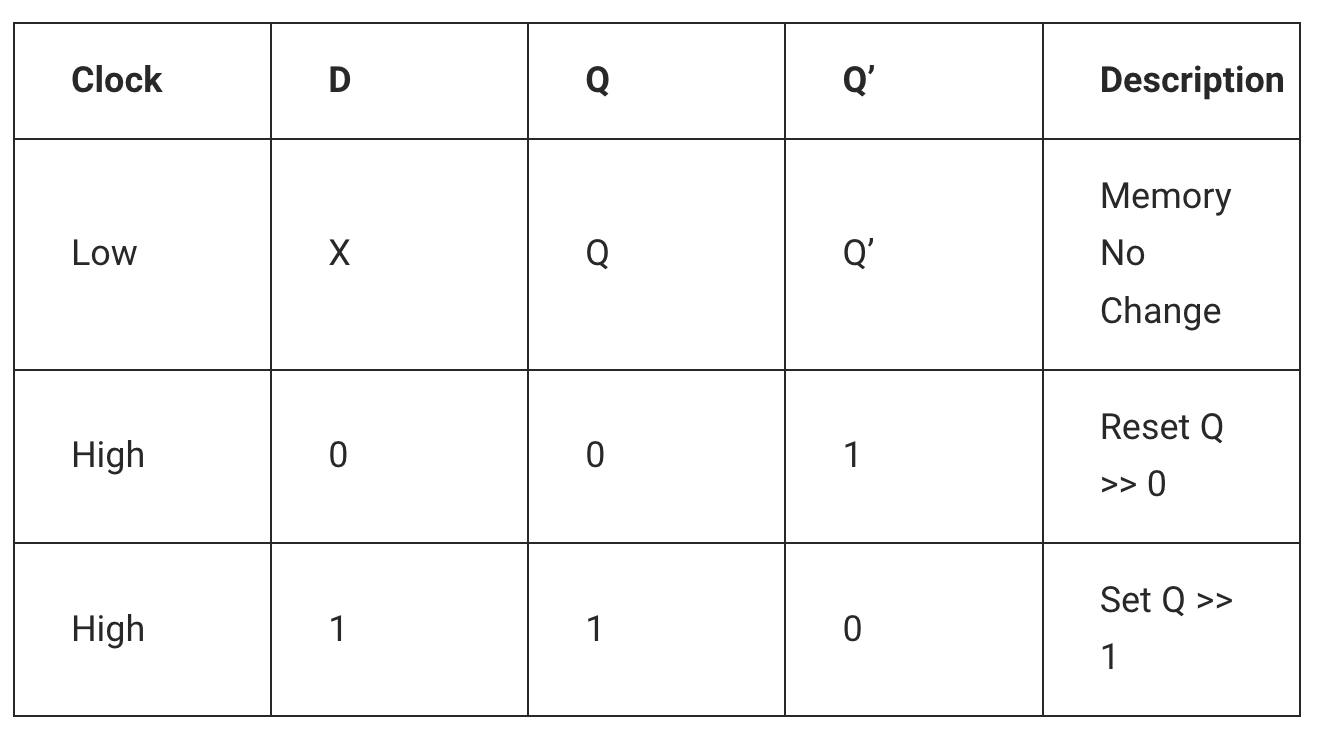 Clock D Q Q’ Description
Memory
Low X Q Q’ No
Change
High 0 0 1 Reset Q
>> 0
High 1 1 0 Set Q >>
1